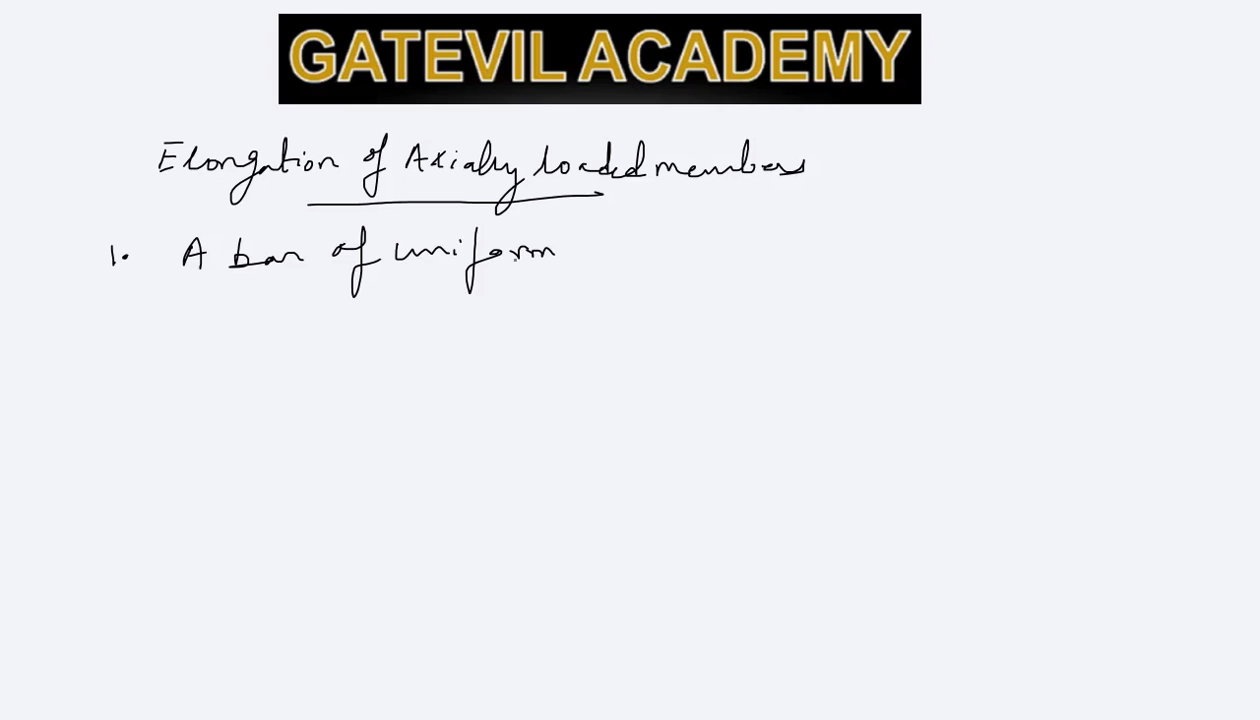 GATEVIL ACADEMY
Elongation of Axially loaded members
1. A bar of uniform